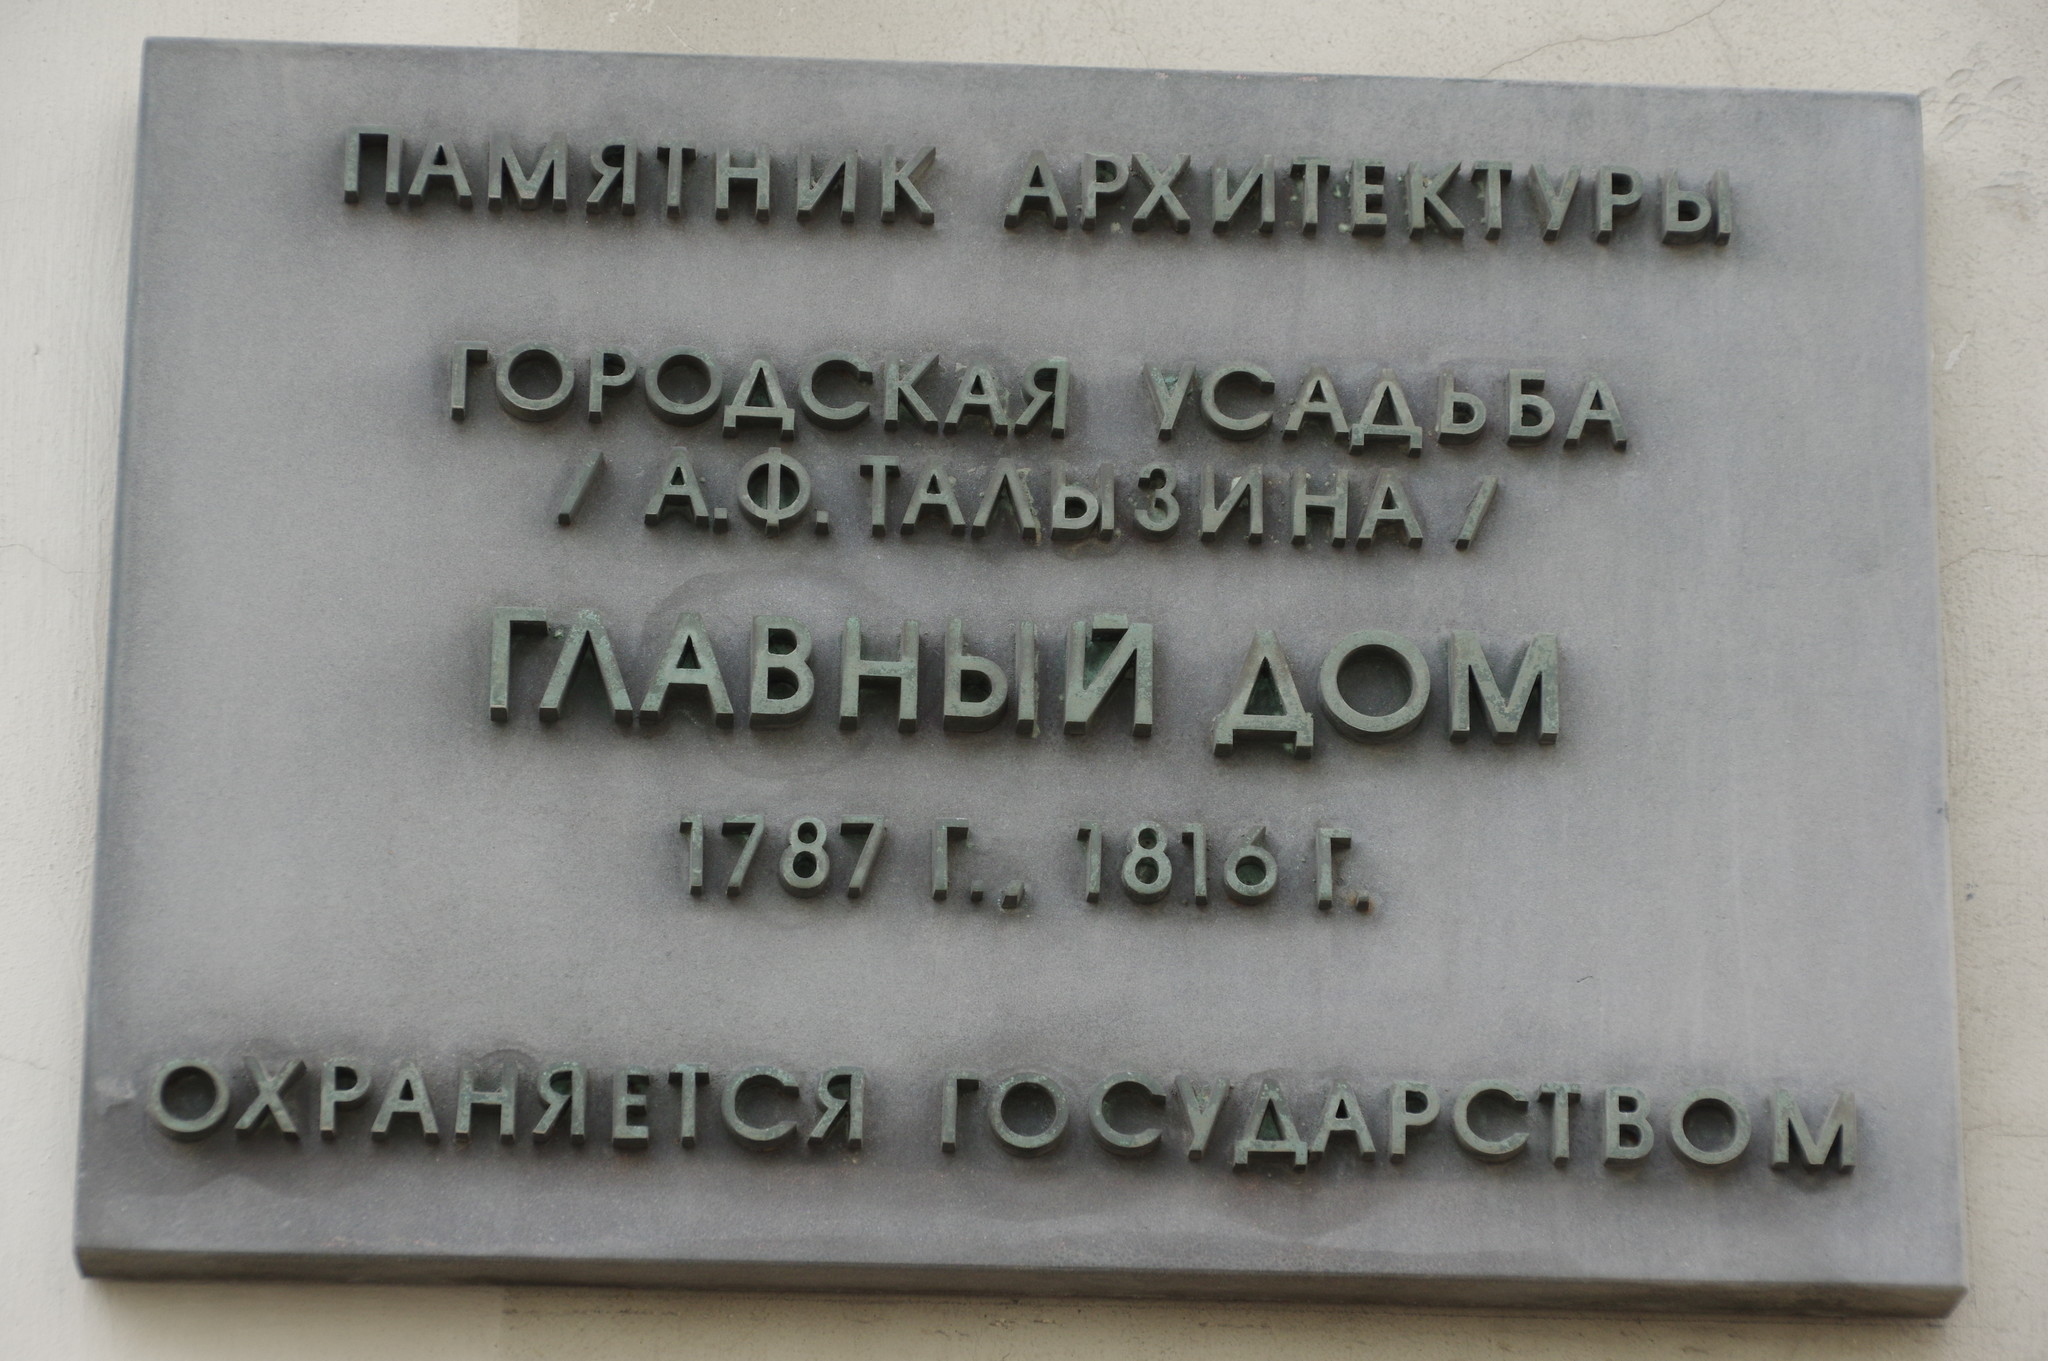 ПАМЯТНИК АРХИТЕКТУРЫ
ГОРОДСКАЯ УСАДЬБА
/ А.Ф. ТАЛЫЗИНА /
ГЛАВНЫЙ ДОМ
1787 Г., 1816 Г.
ОХРАНЯЕТСЯ ГОСУДАРСТВОМ